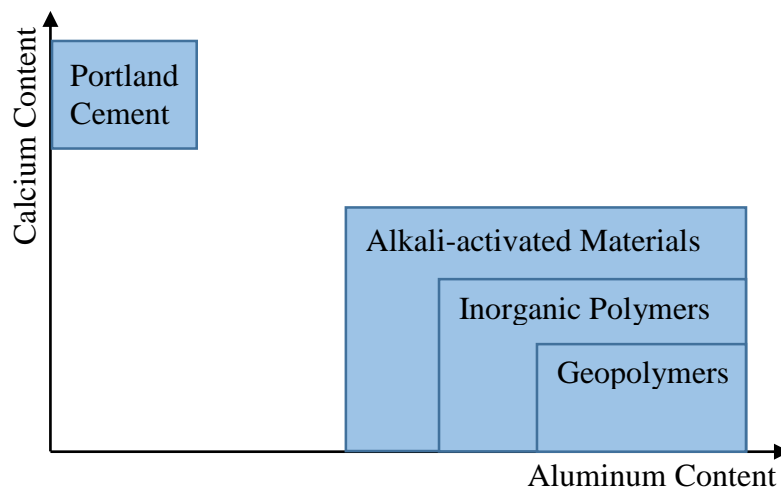 Calcium Content
Portland
Cement
Alkali-activated Materials
Inorganic Polymers
Geopolymers
Aluminum Content